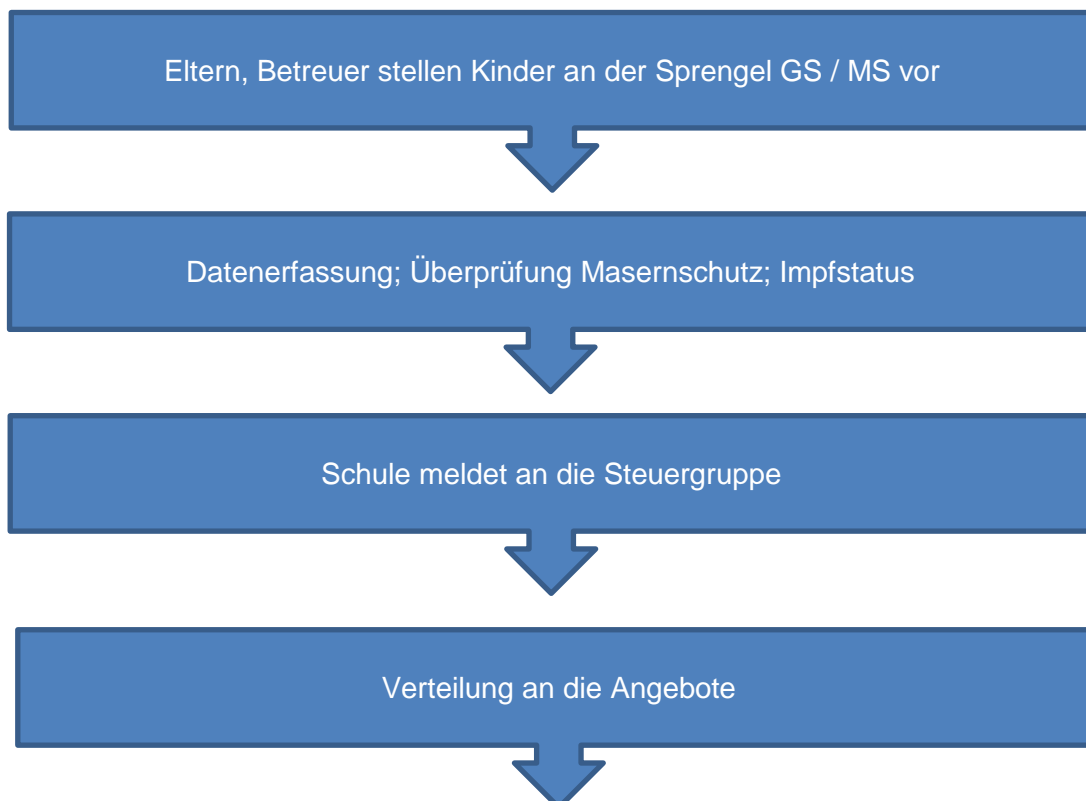 Eltern, Betreuer stellen Kinder an der Sprengel GS / MS vor
Datenerfassung; Überprüfung Masernschutz; Impfstatus
Schule meldet an die Steuergruppe
Verteilung an die Angebote